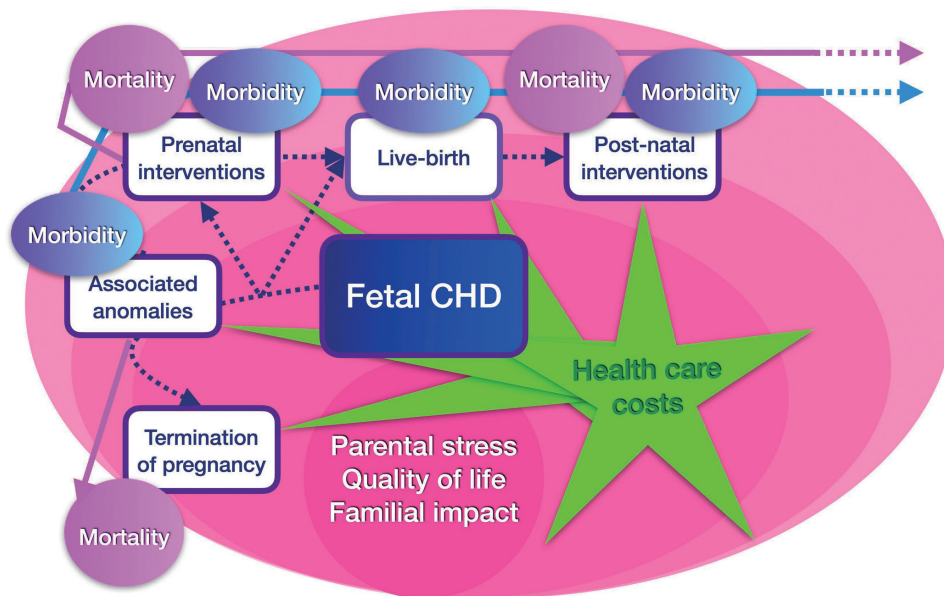 Mortality
Morbidity
Morbidity
Mortality
Morbidity
Prenatal
interventions
Live-birth
Post-natal
interventions
Morbidity
Associated
anomalies
Fetal CHD
Health care
costs
Termination
of pregnancy
Parental stress
Quality of life
Familial impact
Mortality